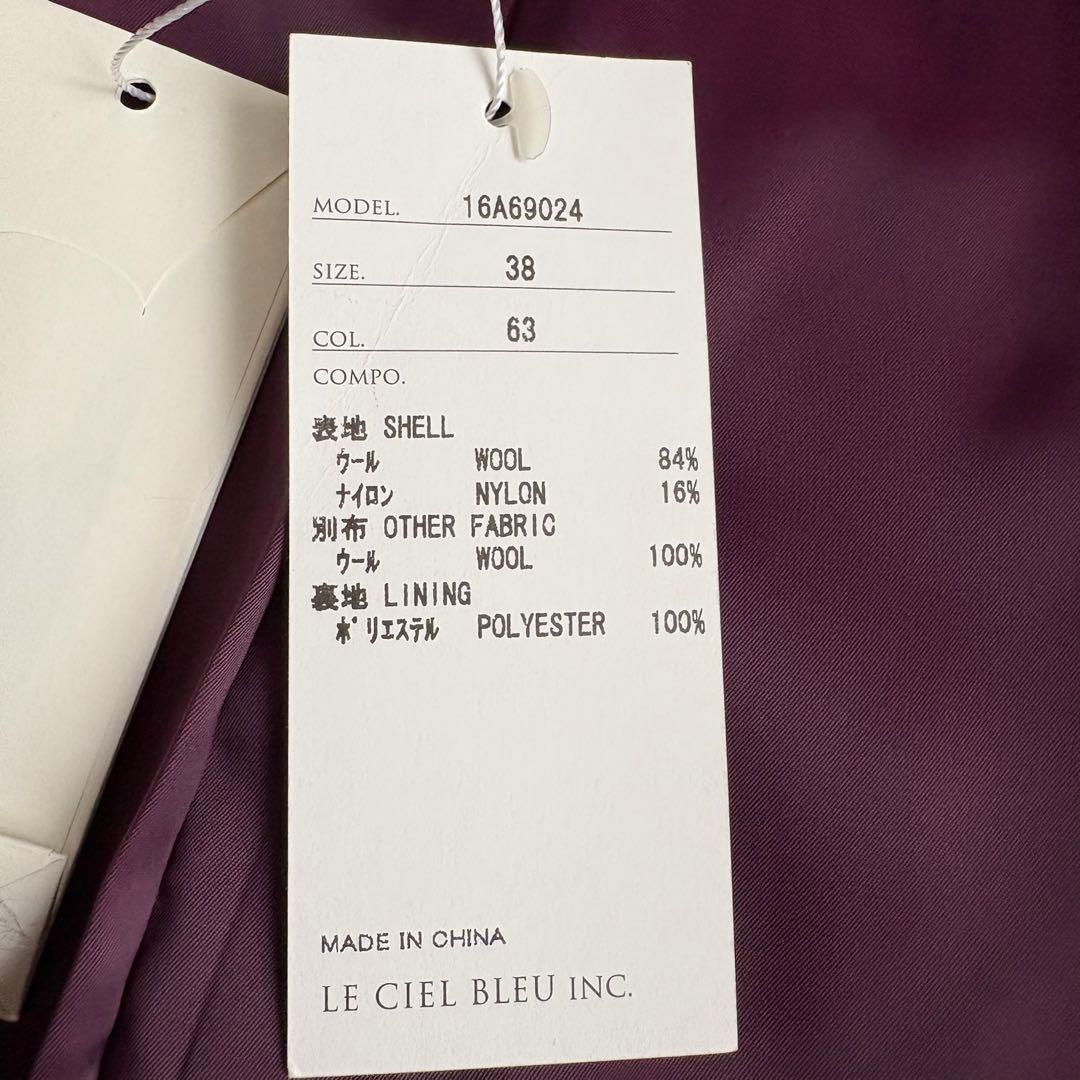 MODEL. 16A69024
SIZE. 38
COL. 63
COMPO.
表地 SHELL
ウール WOOL 84%
ナイロン NYLON 16%
別布 OTHER FABRIC
ウール WOOL 100%
裏地 LINING
ポリエステル POLYESTER 100%
MADE IN CHINA
LE CIEL BLEU INC.